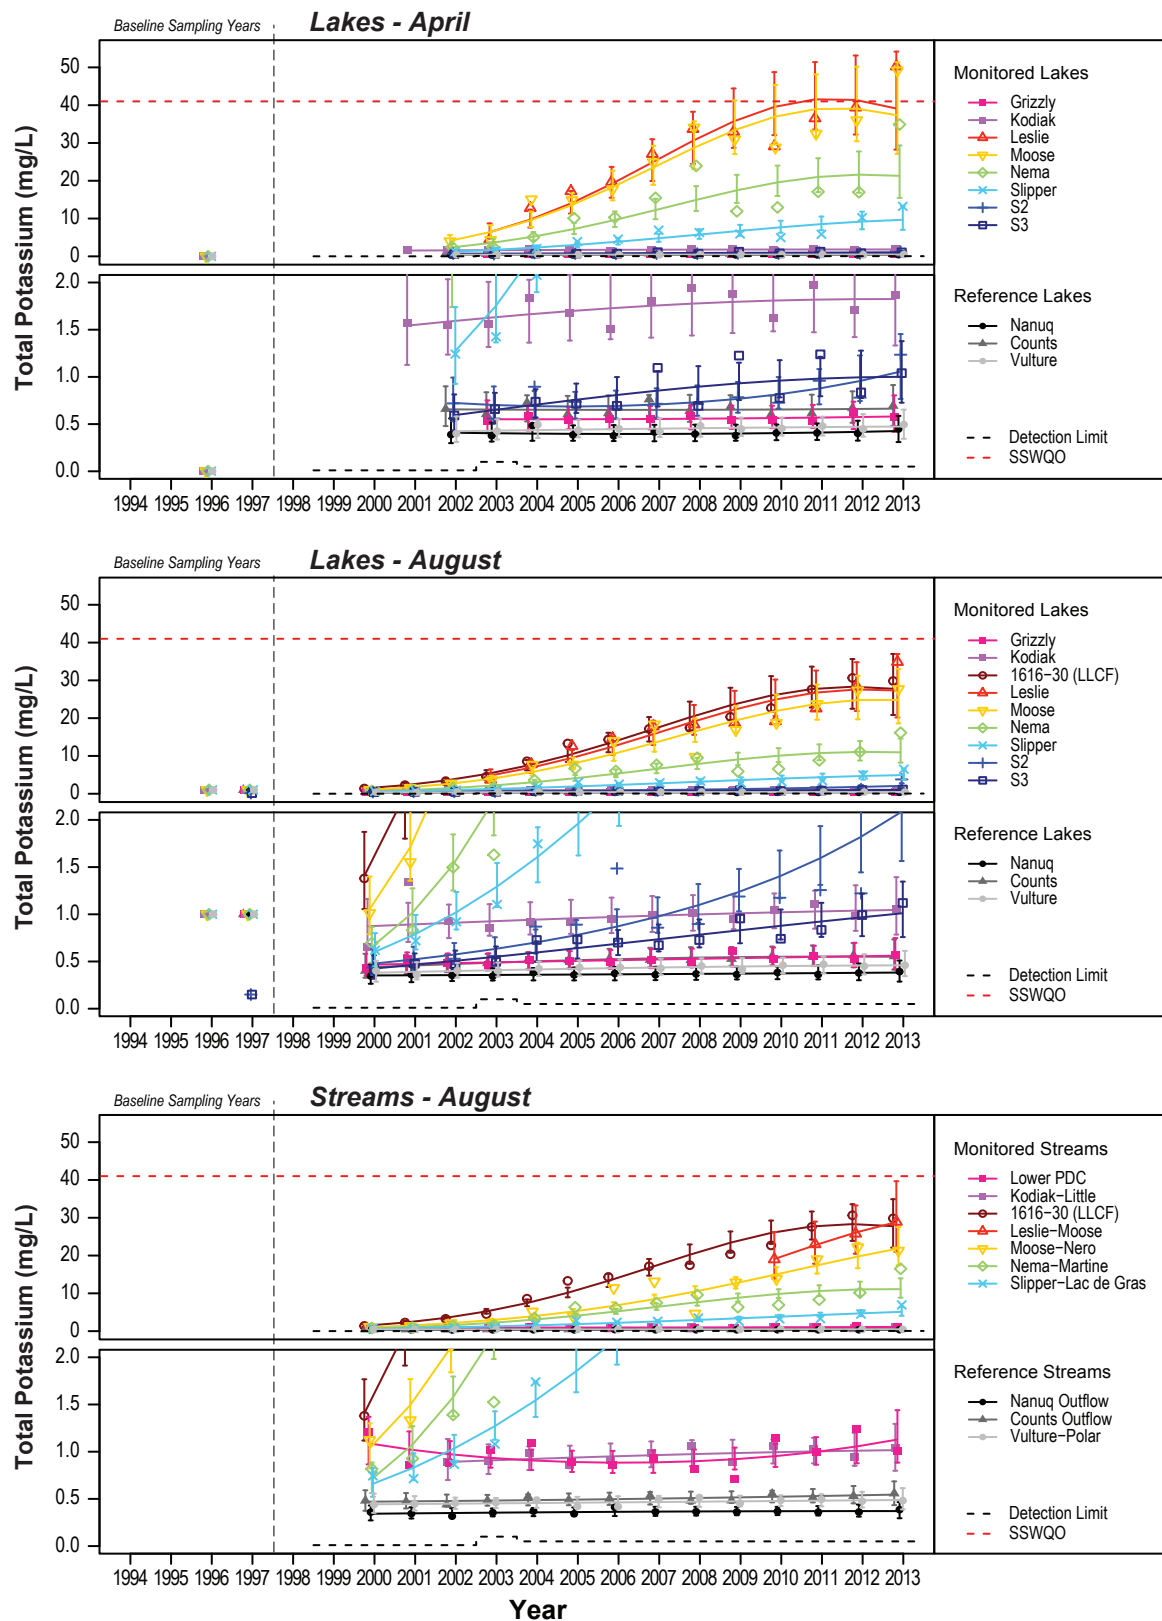 Baseline Sampling Years
Lakes - April
Total Potassium (mg/L)
50
40
30
20
10
0
2.0
1.5
1.0
0.5
0.0
1994 1995 1996 1997 1998 1999 2000 2001 2002 2003 2004 2005 2006 2007 2008 2009 2010 2011 2012 2013
Monitored Lakes
Grizzly
Kodiak
Leslie
Moose
Nema
Slipper
S2
S3
Reference Lakes
Nanuq
Counts
Vulture
Detection Limit
SSWQO
Baseline Sampling Years
Lakes - August
Total Potassium (mg/L)
50
40
30
20
10
0
2.0
1.5
1.0
0.5
0.0
1994 1995 1996 1997 1998 1999 2000 2001 2002 2003 2004 2005 2006 2007 2008 2009 2010 2011 2012 2013
Monitored Lakes
Grizzly
Kodiak
1616−30 (LLCF)
Leslie
Moose
Nema
Slipper
S2
S3
Reference Lakes
Nanuq
Counts
Vulture
Detection Limit
SSWQO
Baseline Sampling Years
Streams - August
Total Potassium (mg/L)
50
40
30
20
10
0
2.0
1.5
1.0
0.5
0.0
1994 1995 1996 1997 1998 1999 2000 2001 2002 2003 2004 2005 2006 2007 2008 2009 2010 2011 2012 2013
Year
Monitored Streams
Lower PDC
Kodiak−Little
1616−30 (LLCF)
Leslie−Moose
Moose−Nero
Nema−Martine
Slipper−Lac de Gras
Reference Streams
Nanuq Outflow
Counts Outflow
Vulture−Polar
Detection Limit
SSWQO